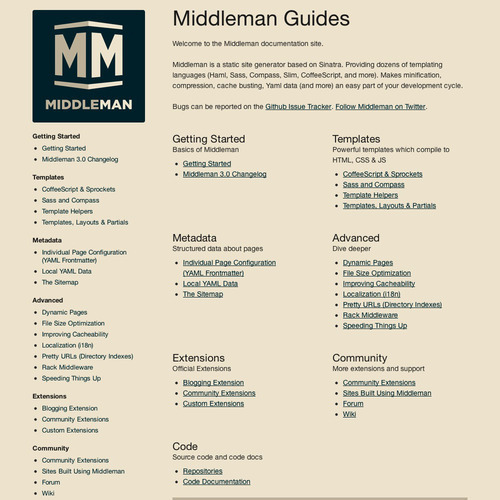 MM
MIDDLEMAN
Getting Started
Getting Started
Middleman 3.0 Changelog
Templates
CoffeeScript & Sprockets
Sass and Compass
Template Helpers
Templates, Layouts & Partials
Metadata
Individual Page Configuration
(YAML Frontmatter)
Local YAML Data
The Sitemap
Advanced
Dynamic Pages
File Size Optimization
Improving Cacheability
Localization (i18n)
Pretty URLs (Directory Indexes)
Rack Middleware
Speeding Things Up
Extensions
Blogging Extension
Community Extensions
Custom Extensions
Community
Community Extensions
Sites Built Using Middleman
Forum
Wiki
Middleman Guides
Welcome to the Middleman documentation site.
Middleman is a static site generator based on Sinatra. Providing dozens of templating
languages (Haml, Sass, Compass, Slim, CoffeeScript, and more). Makes minification,
compression, cache busting, Yaml data (and more) an easy part of your development cycle.
Bugs can be reported on the Github Issue Tracker. Follow Middleman on Twitter.
Getting Started
Basics of Middleman
Getting Started
Middleman 3.0 Changelog
Templates
Powerful templates which compile to
HTML, CSS & JS
CoffeeScript & Sprockets
Sass and Compass
Template Helpers
Templates, Layouts & Partials
Metadata
Structured data about pages
Individual Page Configuration
(YAML Frontmatter)
Local YAML Data
The Sitemap
Advanced
Dive deeper
Dynamic Pages
File Size Optimization
Improving Cacheability
Localization (i18n)
Pretty URLs (Directory Indexes)
Rack Middleware
Speeding Things Up
Extensions
Official Extensions
Blogging Extension
Community Extensions
Custom Extensions
Community
More extensions and support
Community Extensions
Sites Built Using Middleman
Forum
Wiki
Code
Source code and code docs
Repositories
Code Documentation